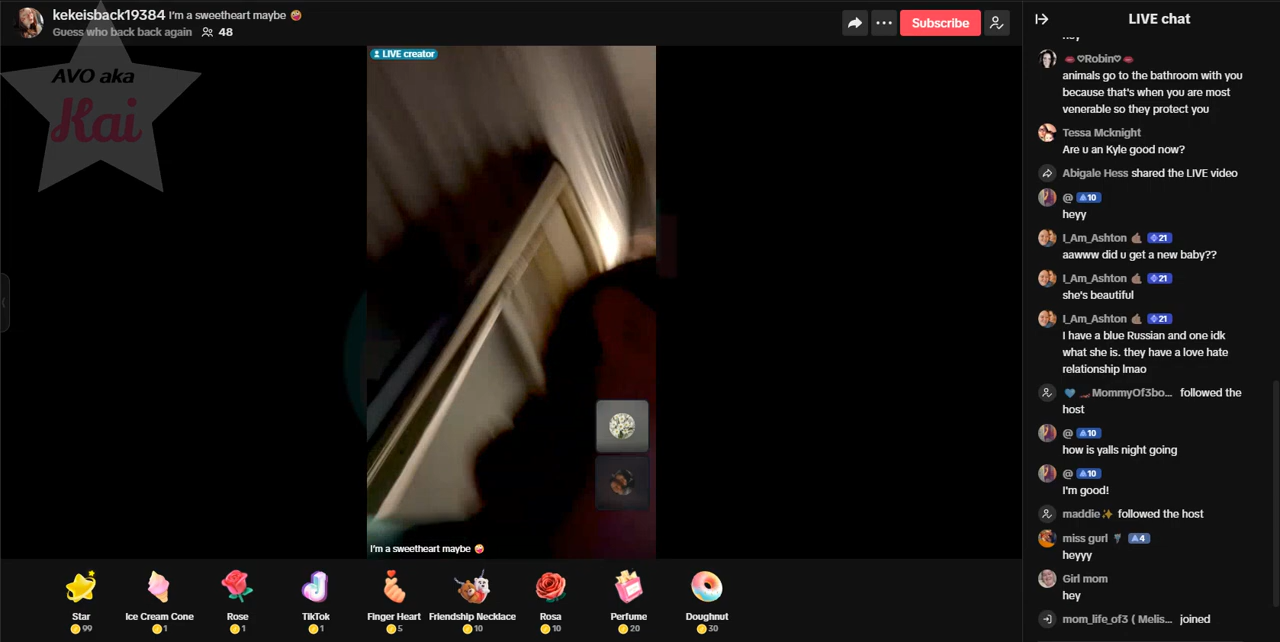 kekeisback19384 I'm a sweetheart maybe 🤪
Guess who back back again 48
Subscribe
LIVE chat
AVO aka
Kai
LIVE creator
I'm a sweetheart maybe 🤪
♡Robin♡
animals go to the bathroom with you
because that's when you are most
venerable so they protect you
Tessa Mcknight
Are u an Kyle good now?
Abigale Hess shared the LIVE video
@ 10
heyy
I_Am_Ashton 21
aawww did u get a new baby??
I_Am_Ashton 21
she's beautiful
I_Am_Ashton 21
I have a blue Russian and one idk
what she is. they have a love hate
relationship lmao
MommyOf3bo... followed the
host
@ 10
how is yalls night going
@ 10
I'm good!
maddie✨ followed the host
miss gurl 4
heyyy
Girl mom
hey
mom_life_of3 ( Melis... joined
Star
99
Ice Cream Cone
1
Rose
1
TikTok
1
Finger Heart
5
Friendship Necklace
10
Rosa
10
Perfume
20
Doughnut
30